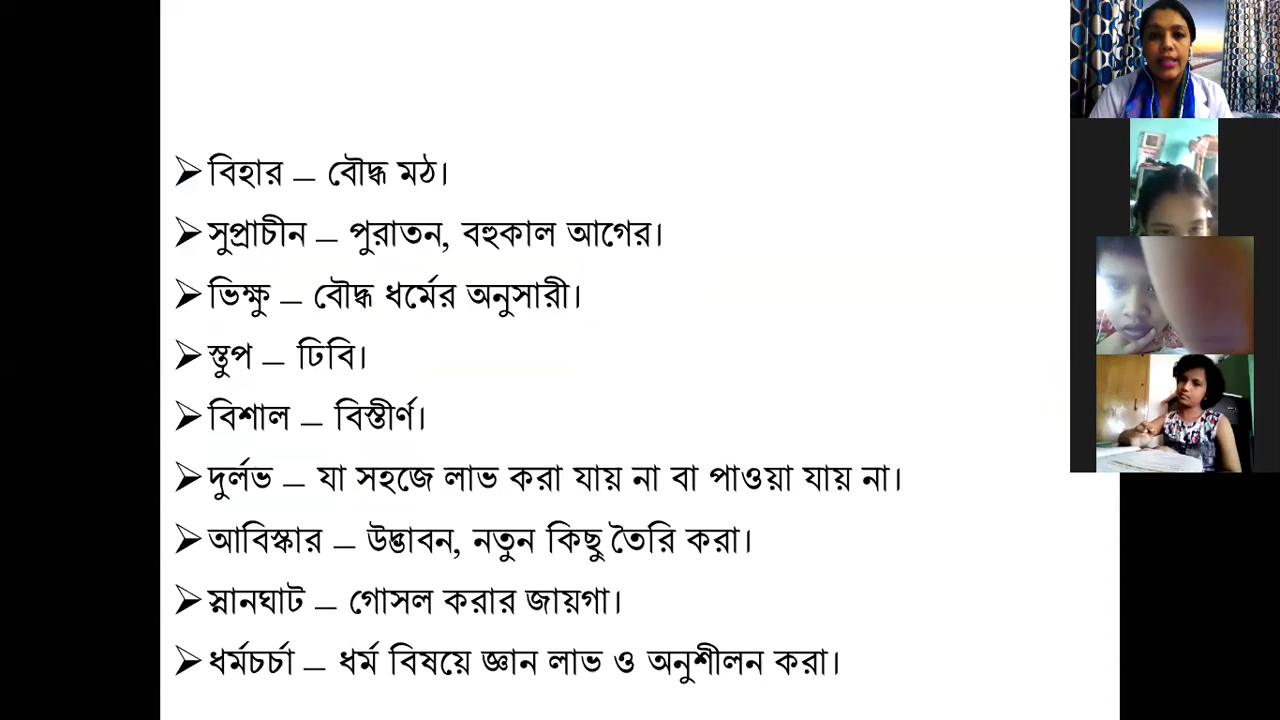 ➢ বিহার – বৌদ্ধ মঠ।
➢ সুপ্রাচীন – পুরাতন, বহুকাল আগের।
➢ ভিক্ষু – বৌদ্ধ ধর্মের অনুসারী।
➢ স্তুপ – ঢিবি।
➢ বিশাল – বিস্তীর্ণ।
➢ দুর্লভ – যা সহজে লাভ করা যায় না বা পাওয়া যায় না।
➢ আবিস্কার – উদ্ভাবন, নতুন কিছু তৈরি করা।
➢ স্নানঘাট – গোসল করার জায়গা।
➢ ধর্মচর্চা – ধর্ম বিষয়ে জ্ঞান লাভ ও অনুশীলন করা।